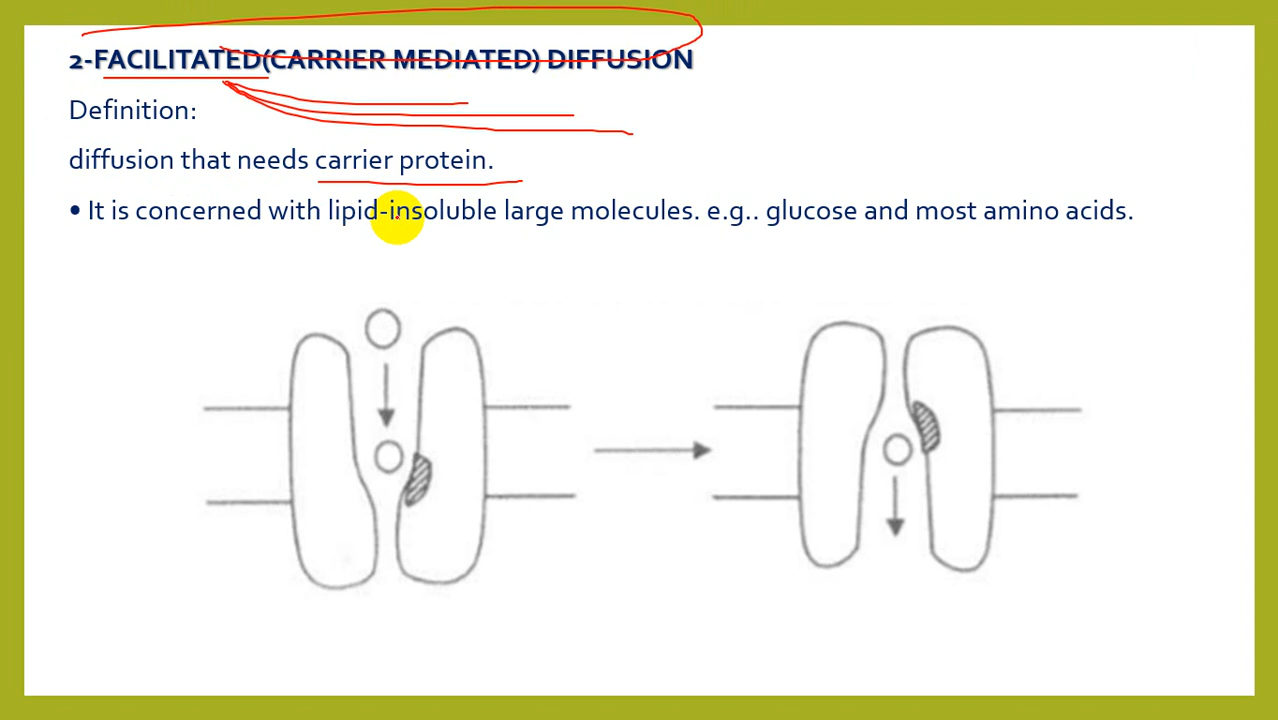 2-FACILITATED(CARRIER MEDIATED) DIFFUSION
Definition:
diffusion that needs carrier protein.
• It is concerned with lipid-insoluble large molecules. e.g.. glucose and most amino acids.